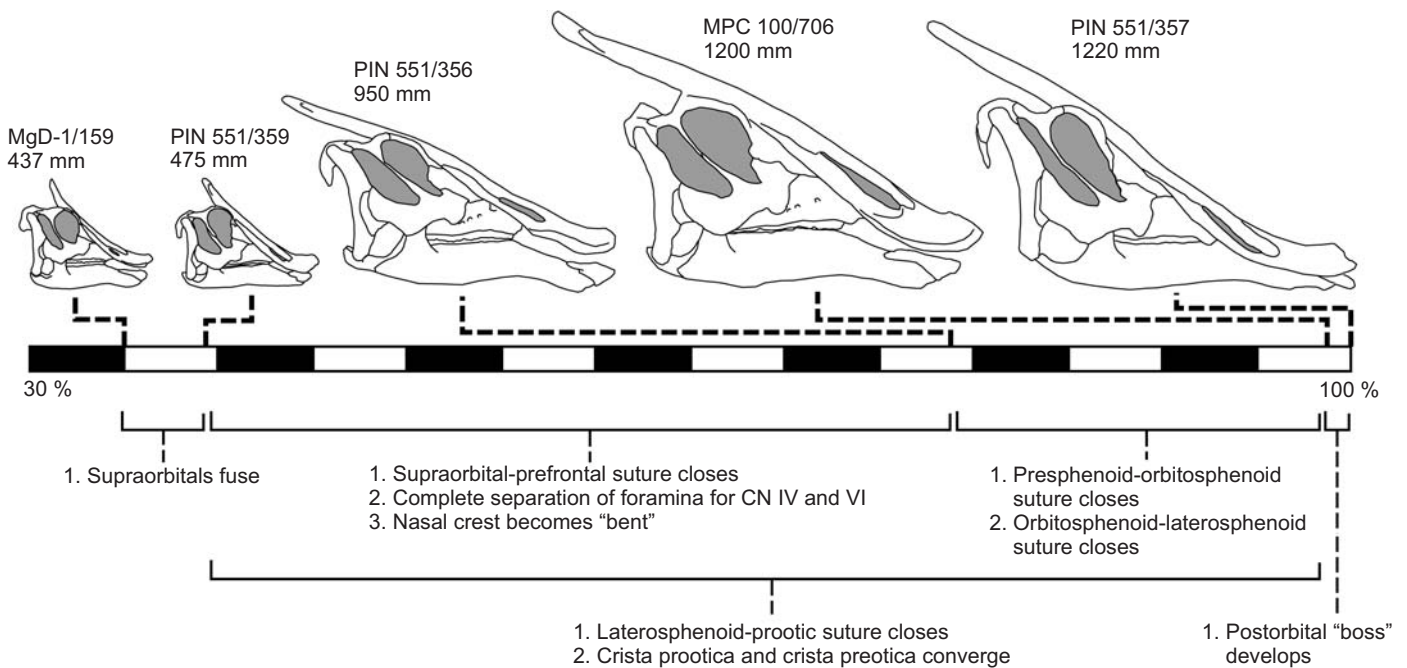 MgD-1/159
437 mm
PIN 551/359
475 mm
PIN 551/356
950 mm
MPC 100/706
1200 mm
PIN 551/357
1220 mm
30 %
100 %
1. Supraorbitals fuse
1. Supraorbital-prefrontal suture closes
2. Complete separation of foramina for CN IV and VI
3. Nasal crest becomes “bent”
1. Presphenoid-orbitosphenoid
suture closes
2. Orbitosphenoid-laterosphenoid
suture closes
1. Laterosphenoid-prootic suture closes
2. Crista prootica and crista preotica converge
1. Postorbital “boss”
develops